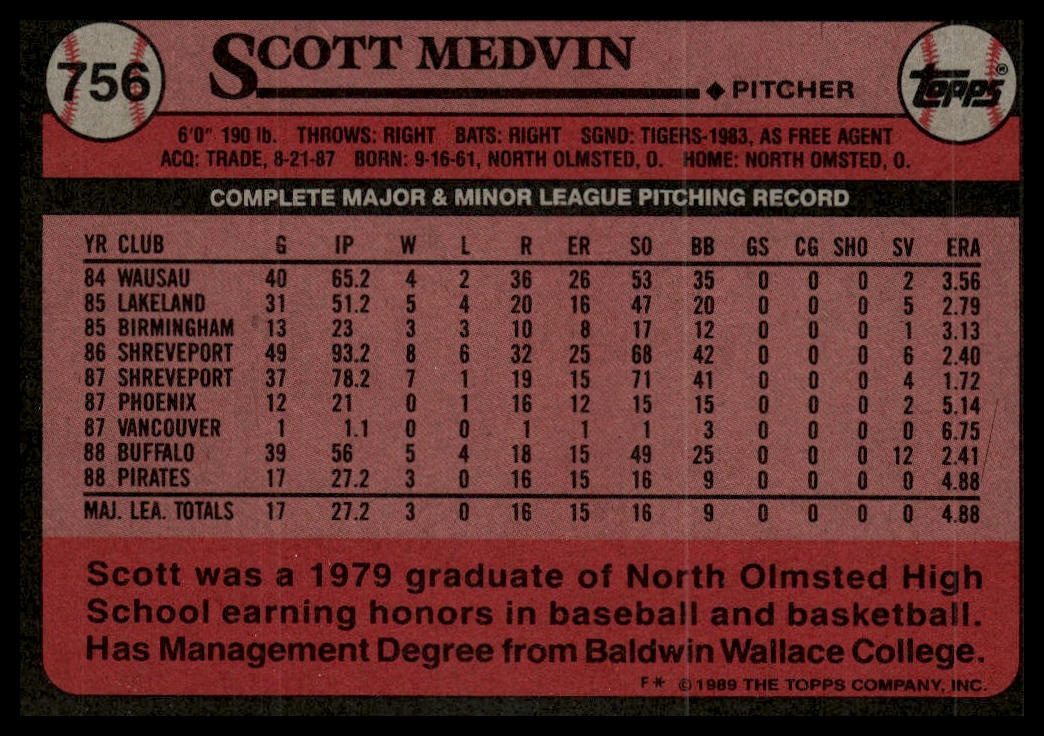 756
SCOTT MEDVIN
◆ PITCHER
TOPPS®
6'0" 190 lb. THROWS: RIGHT BATS: RIGHT SGND: TIGERS-1983, AS FREE AGENT
ACQ: TRADE, 8-21-87 BORN: 9-16-61, NORTH OLMSTED, O. HOME: NORTH OMSTED, O.
COMPLETE MAJOR & MINOR LEAGUE PITCHING RECORD
YR CLUB G IP W L R ER SO BB GS CG SHO SV ERA
84 WAUSAU 40 65.2 4 2 36 26 53 35 0 0 0 2 3.56
85 LAKELAND 31 51.2 5 4 20 16 47 20 0 0 0 5 2.79
85 BIRMINGHAM 13 23 3 3 10 8 17 12 0 0 0 1 3.13
86 SHREVEPORT 49 93.2 8 6 32 25 68 42 0 0 0 6 2.40
87 SHREVEPORT 37 78.2 7 1 19 15 71 41 0 0 0 4 1.72
87 PHOENIX 12 21 0 1 16 12 15 15 0 0 0 2 5.14
87 VANCOUVER 1 1.1 0 0 1 1 1 3 0 0 0 0 6.75
88 BUFFALO 39 56 5 4 18 15 49 25 0 0 0 12 2.41
88 PIRATES 17 27.2 3 0 16 15 16 9 0 0 0 0 4.88
MAJ. LEA. TOTALS 17 27.2 3 0 16 15 16 9 0 0 0 0 4.88
Scott was a 1979 graduate of North Olmsted High
School earning honors in baseball and basketball.
Has Management Degree from Baldwin Wallace College.
F* © 1989 THE TOPPS COMPANY, INC.